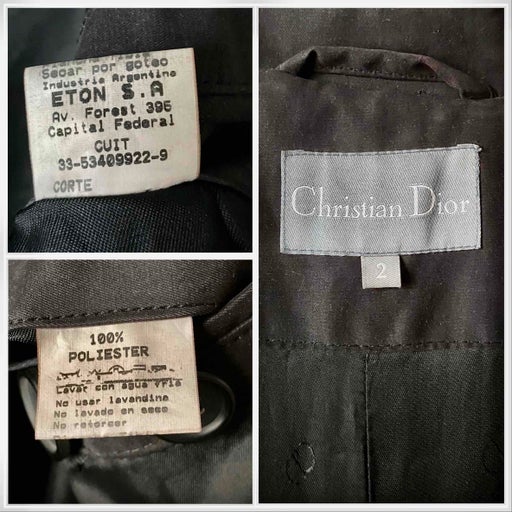 Secar por goteo
Industria Argentina
ETON S.A
Av. Forest 395
Capital Federal
CUIT
33-53409922-9
CORTE
100%
POLIESTER
Lavar con agua fria
No usar lavandina
No lavado en seco
No retorcer
Christian Dior
2